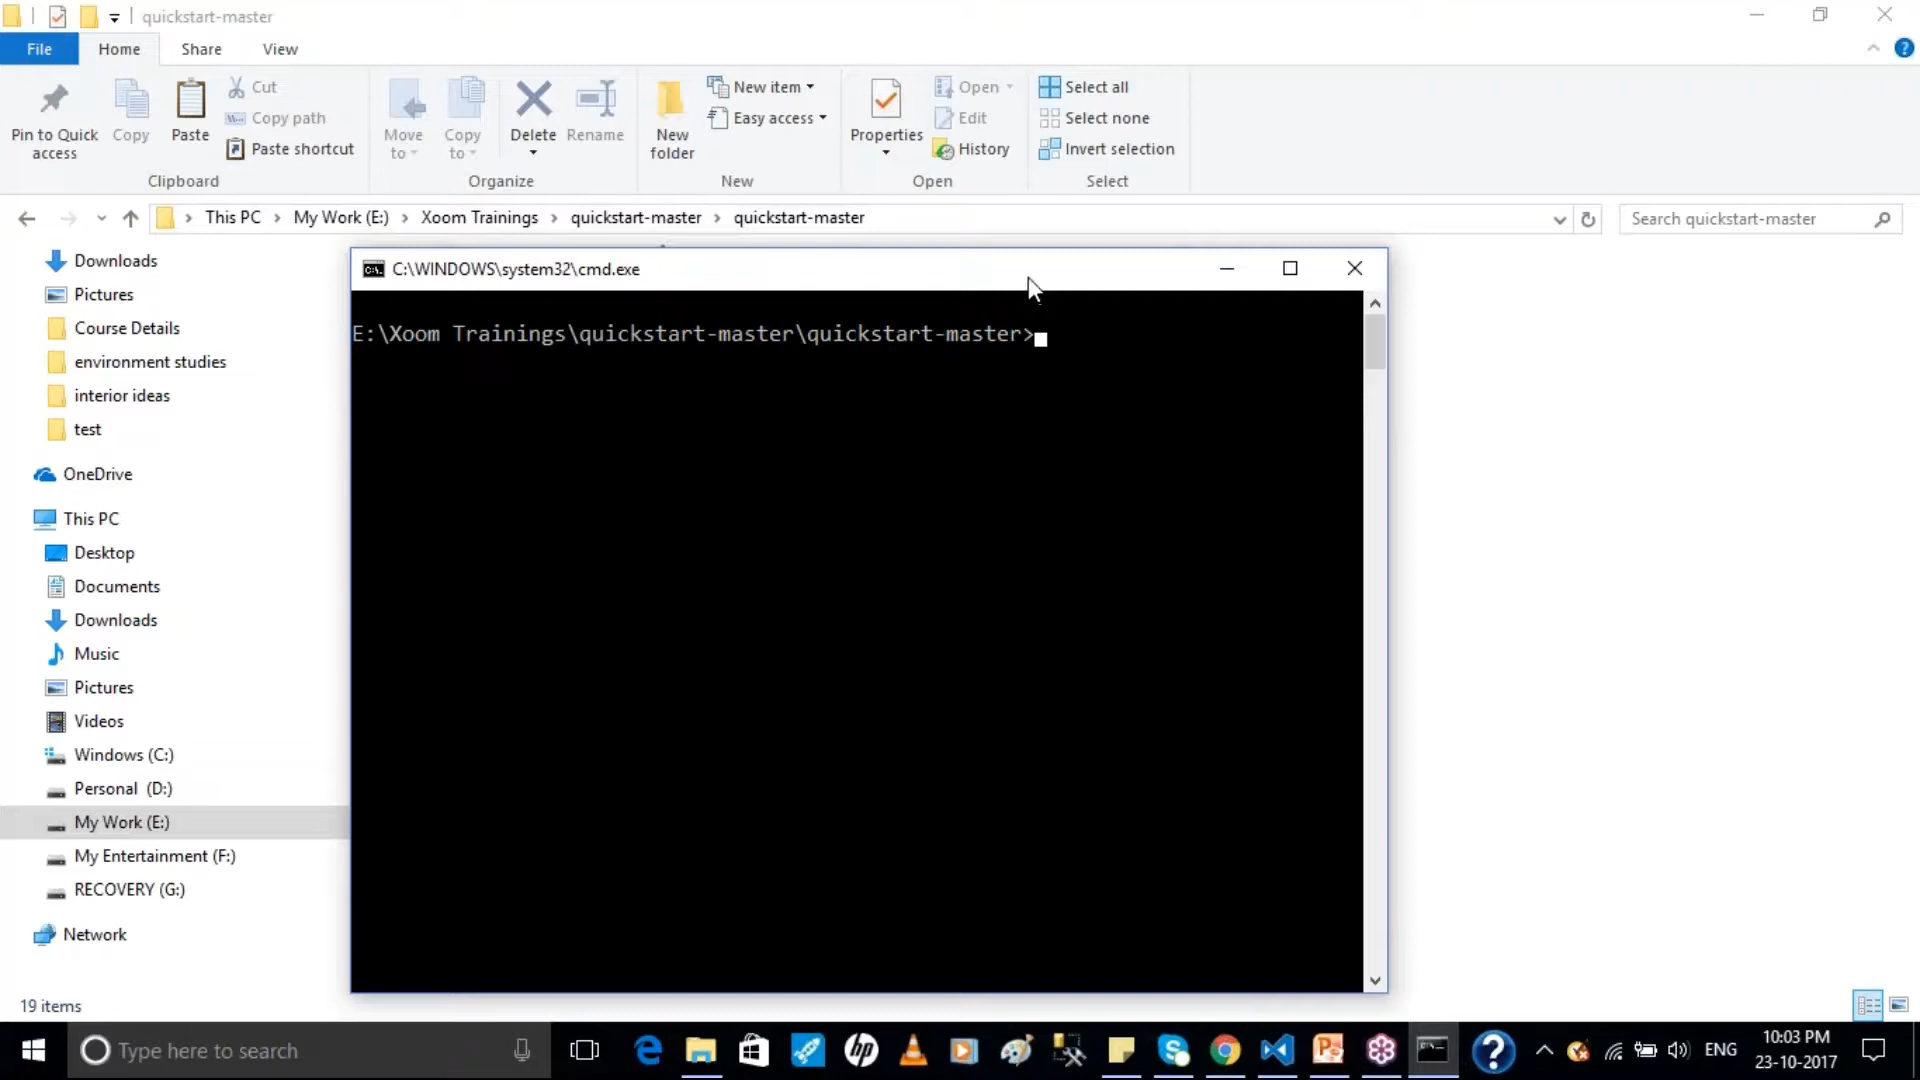 quickstart-master
File Home Share View
Pin to Quick access
Copy
Paste
Cut
Copy path
Paste shortcut
Clipboard
Move to
Copy to
Delete
Rename
Organize
New folder
New item
Easy access
New
Properties
Open
Edit
History
Open
Select all
Select none
Invert selection
Select
This PC > My Work (E:) > Xoom Trainings > quickstart-master > quickstart-master
Search quickstart-master
Downloads
Pictures
Course Details
environment studies
interior ideas
test
OneDrive
This PC
Desktop
Documents
Downloads
Music
Pictures
Videos
Windows (C:)
Personal (D:)
My Work (E:)
My Entertainment (F:)
RECOVERY (G:)
Network
19 items
C:\WINDOWS\system32\cmd.exe
E:\Xoom Trainings\quickstart-master\quickstart-master>
Type here to search
ENG
10:03 PM
23-10-2017